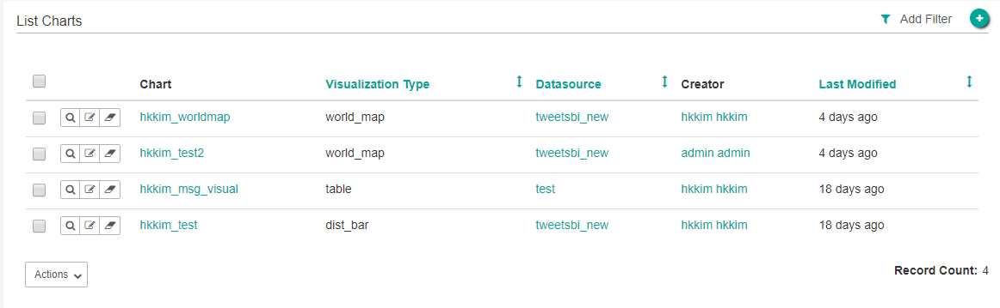 List Charts Add Filter
Chart Visualization Type Datasource Creator Last Modified
hkkim_worldmap world_map tweetsbi_new hkkim hkkim 4 days ago
hkkim_test2 world_map tweetsbi_new admin admin 4 days ago
hkkim_msg_visual table test hkkim hkkim 18 days ago
hkkim_test dist_bar tweetsbi_new hkkim hkkim 18 days ago
Actions Record Count: 4